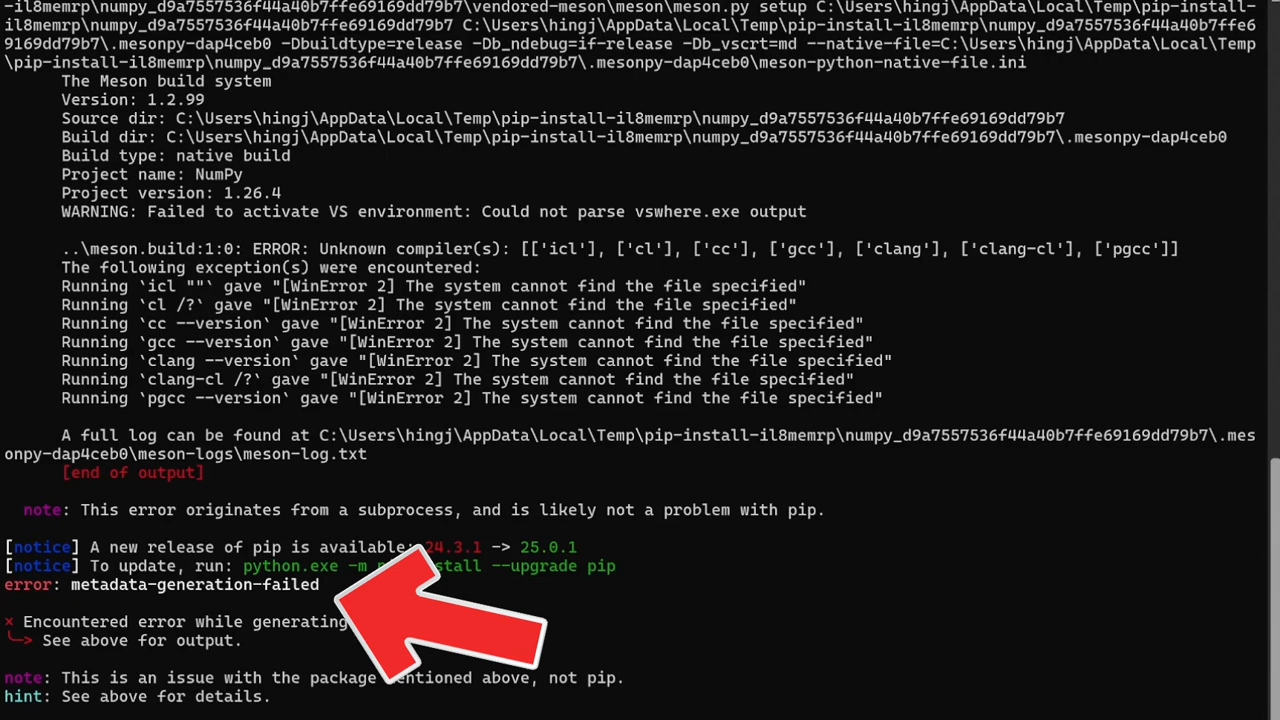 -il8memrp\numpy_d9a7557536f44a40b7ffe69169dd79b7\vendored-meson\meson\meson.py setup C:\Users\hingj\AppData\Local\Temp\pip-install-
il8memrp\numpy_d9a7557536f44a40b7ffe69169dd79b7 C:\Users\hingj\AppData\Local\Temp\pip-install-il8memrp\numpy_d9a7557536f44a40b7ffe6
9169dd79b7\.mesonpy-dap4ceb0 -Dbuildtype=release -Db_ndebug=if-release -Db_vscrt=md --native-file=C:\Users\hingj\AppData\Local\Temp
\pip-install-il8memrp\numpy_d9a7557536f44a40b7ffe69169dd79b7\.mesonpy-dap4ceb0\meson-python-native-file.ini
The Meson build system
Version: 1.2.99
Source dir: C:\Users\hingj\AppData\Local\Temp\pip-install-il8memrp\numpy_d9a7557536f44a40b7ffe69169dd79b7
Build dir: C:\Users\hingj\AppData\Local\Temp\pip-install-il8memrp\numpy_d9a7557536f44a40b7ffe69169dd79b7\.mesonpy-dap4ceb0
Build type: native build
Project name: NumPy
Project version: 1.26.4
WARNING: Failed to activate VS environment: Could not parse vswhere.exe output
..\meson.build:1:0: ERROR: Unknown compiler(s): [['icl'], ['cl'], ['cc'], ['gcc'], ['clang'], ['clang-cl'], ['pgcc']]
The following exception(s) were encountered:
Running `icl ""` gave "[WinError 2] The system cannot find the file specified"
Running `cl /?` gave "[WinError 2] The system cannot find the file specified"
Running `cc --version` gave "[WinError 2] The system cannot find the file specified"
Running `gcc --version` gave "[WinError 2] The system cannot find the file specified"
Running `clang --version` gave "[WinError 2] The system cannot find the file specified"
Running `clang-cl /?` gave "[WinError 2] The system cannot find the file specified"
Running `pgcc --version` gave "[WinError 2] The system cannot find the file specified"
A full log can be found at C:\Users\hingj\AppData\Local\Temp\pip-install-il8memrp\numpy_d9a7557536f44a40b7ffe69169dd79b7\.mes
onpy-dap4ceb0\meson-logs\meson-log.txt
[end of output]
note: This error originates from a subprocess, and is likely not a problem with pip.
[notice] A new release of pip is available: 24.3.1 -> 25.0.1
[notice] To update, run: python.exe -m install --upgrade pip
error: metadata-generation-failed
× Encountered error while generating
╰─> See above for output.
note: This is an issue with the package mentioned above, not pip.
hint: See above for details.